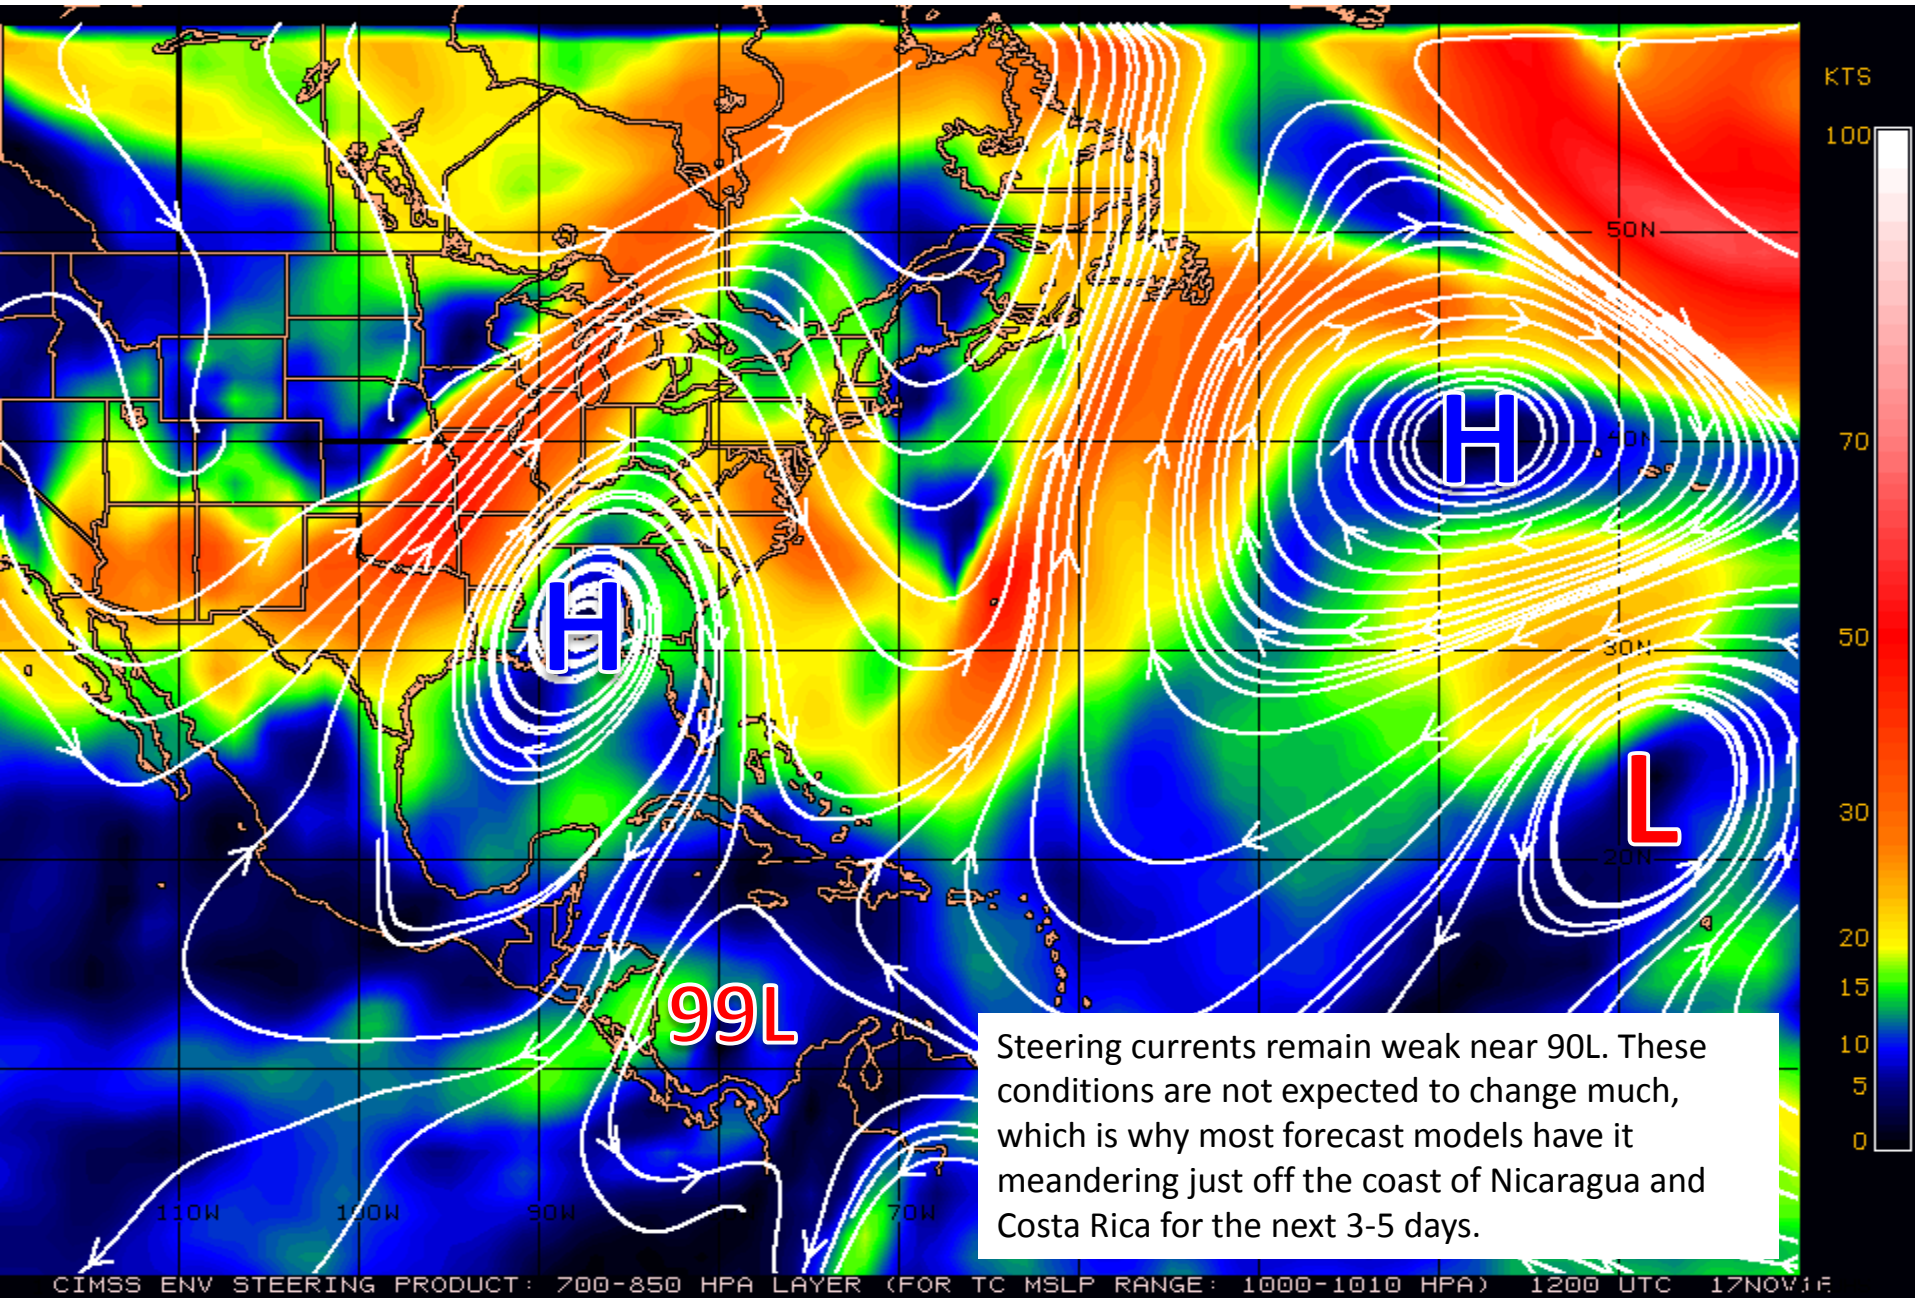 KTS
100
50N
H
H
40N
70
50
30N
L
30
20N
20
99L
15
10
5
0
Steering currents remain weak near 90L. These
conditions are not expected to change much,
which is why most forecast models have it
meandering just off the coast of Nicaragua and
Costa Rica for the next 3-5 days.
110W 100W 90W 70W
CIMSS ENV STEERING PRODUCT: 700-850 HPA LAYER (FOR TC MSLP RANGE: 1000-1010 HPA) 1200 UTC